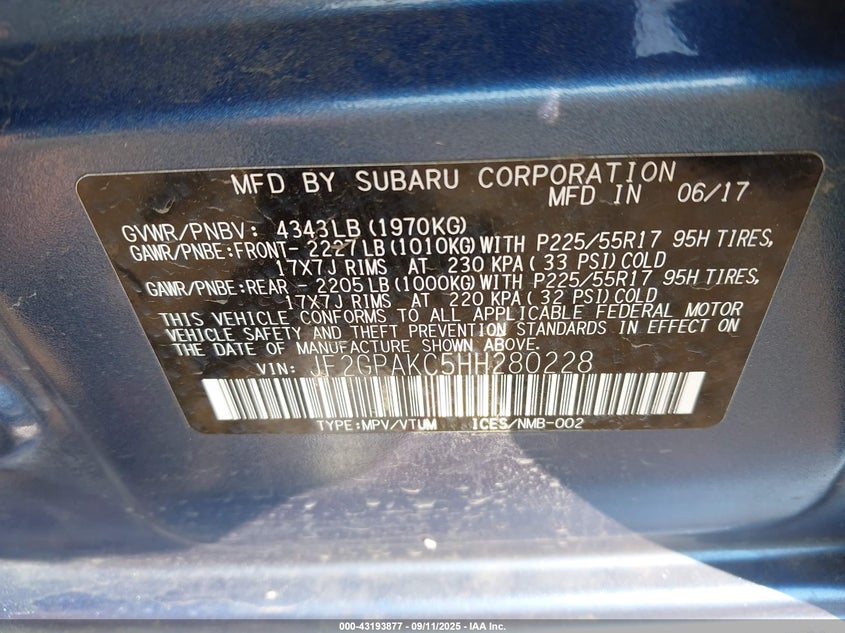 MFD BY SUBARU CORPORATION
MFD IN 06/17
GVWR/PNBV: 4343LB (1970KG)
GAWR/PNBE:FRONT- 2227LB (1010KG) WITH P225/55R17 95H TIRES,
17X7J RIMS AT 230 KPA ( 33 PSI) COLD
GAWR/PNBE:REAR - 2205LB (1000KG) WITH P225/55R17 95H TIRES,
17X7J RIMS AT 220 KPA ( 32 PSI) COLD
THIS VEHICLE CONFORMS TO ALL APPLICABLE FEDERAL MOTOR
VEHICLE SAFETY AND THEFT PREVENTION STANDARDS IN EFFECT ON
THE DATE OF MANUFACTURE SHOWN ABOVE.
VIN: JF2GPAKC5HH280228
TYPE:MPV/VTUM ICES/NMB-002
000-43193877 - 09/11/2025 - IAA Inc.